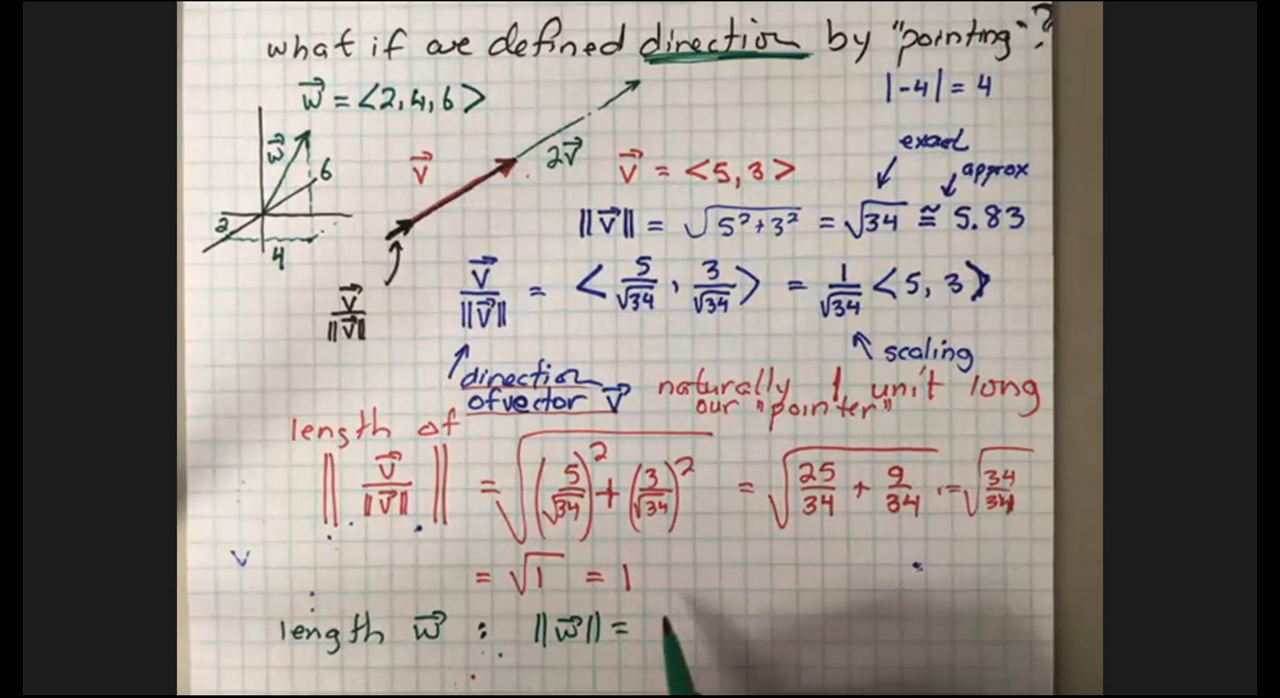 what if we defined direction by "pointing"?
w⃗ = <2, 4, 6>
|-4| = 4
w⃗
6
2
4
v⃗
2v⃗
v⃗ = <5, 3>
exact
approx
||v⃗|| = √(5² + 3²) = √34 ≅ 5.83
v⃗/||v⃗||
v⃗/||v⃗|| = <5/√34, 3/√34> = 1/√34 <5, 3>
scaling
direction
of vector v⃗
naturally 1 unit long
our "pointer"
length of
||v⃗/||v⃗|||| = √((5/√34)² + (3/√34)²) = √(25/34 + 9/34) = √(34/34)
= √1 = 1
length w⃗ : ||w⃗|| =